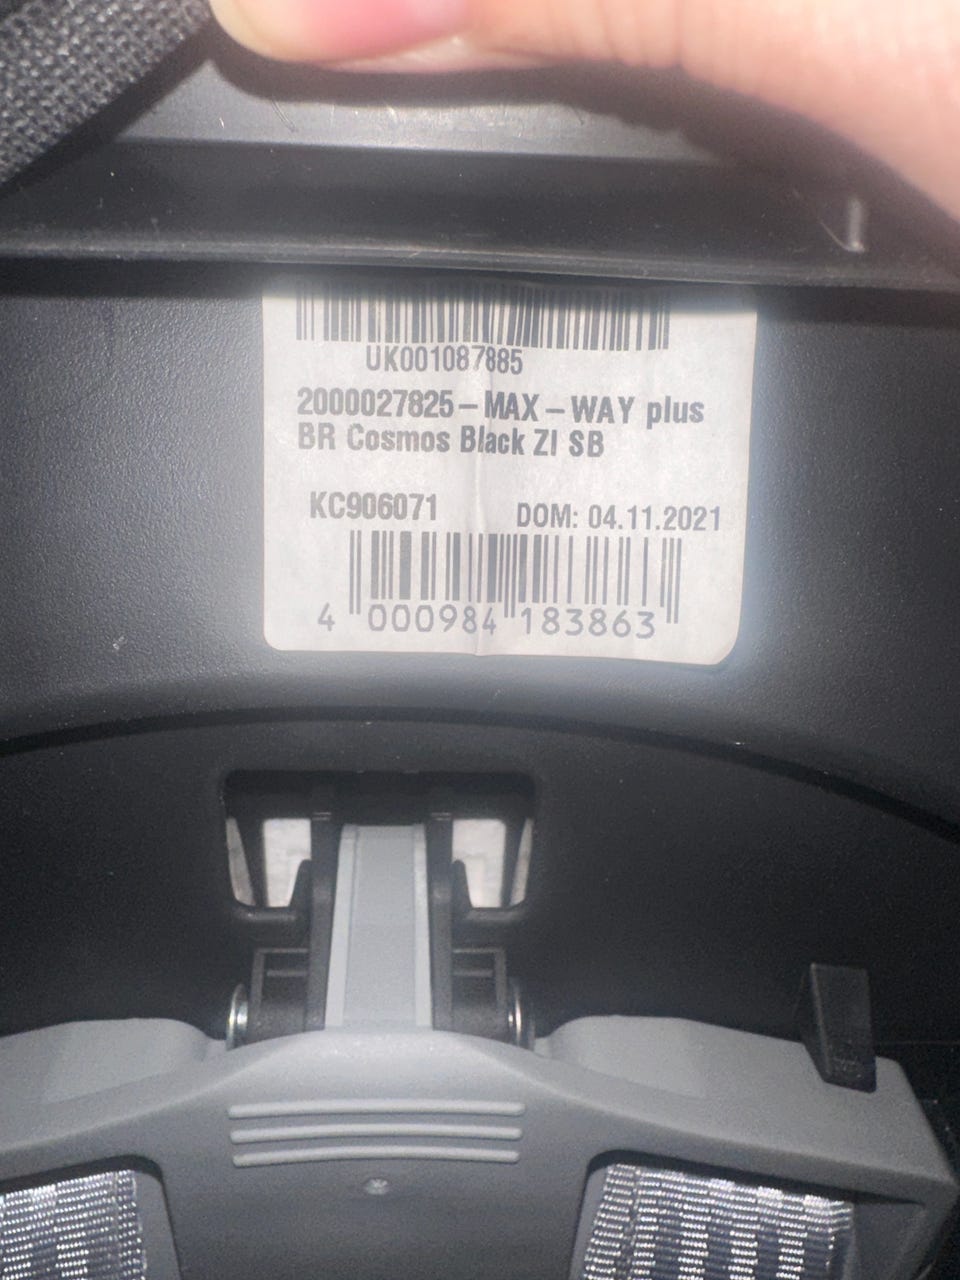 UK001087885
2000027825 – MAX – WAY plus
BR Cosmos Black ZI SB
KC906071 DOM: 04.11.2021
4 000984 183863